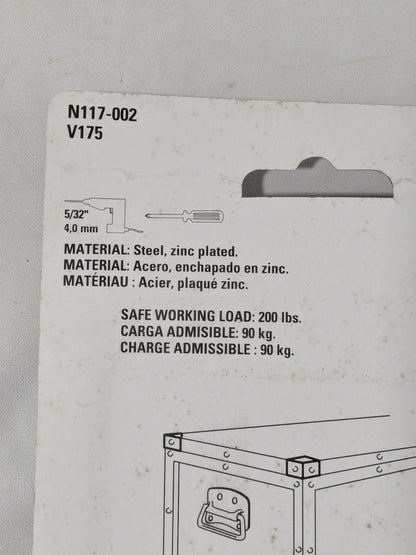 N117-002
V175
5/32"
4,0 mm
MATERIAL: Steel, zinc plated.
MATERIAL: Acero, enchapado en zinc.
MATÉRIAU : Acier, plaqué zinc.
SAFE WORKING LOAD: 200 lbs.
CARGA ADMISIBLE: 90 kg.
CHARGE ADMISSIBLE : 90 kg.